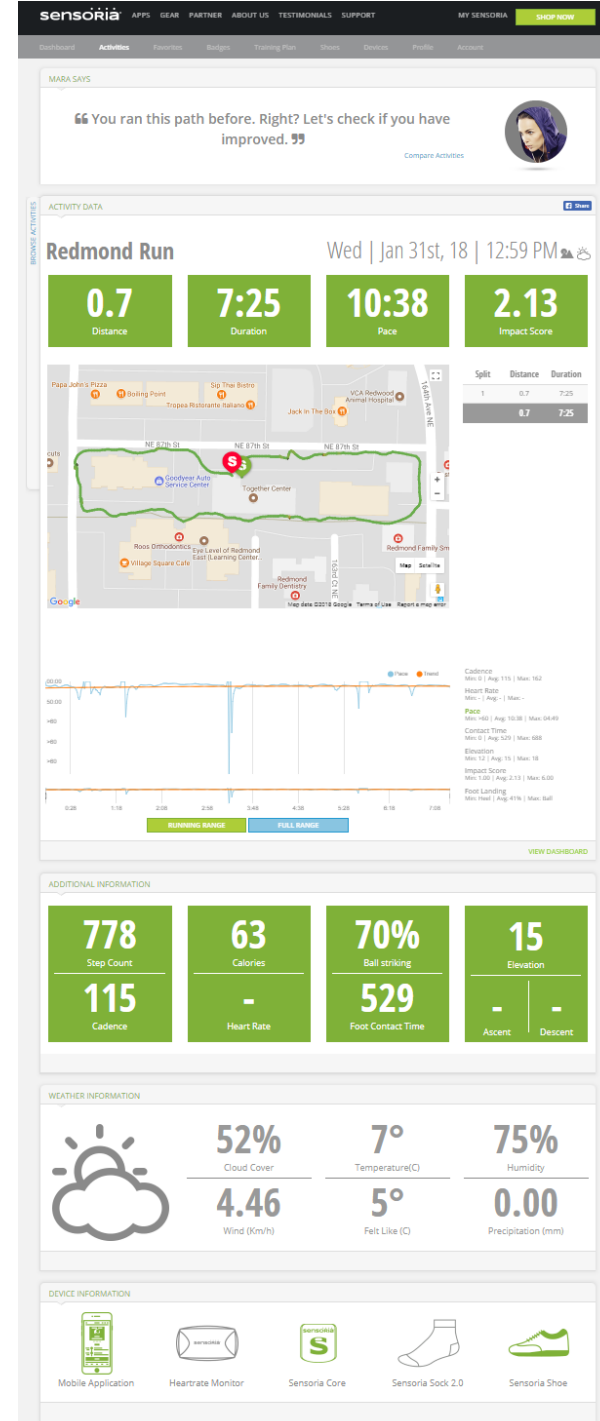 sensoria APPS GEAR PARTNER ABOUT US TESTIMONIALS SUPPORT MY SENSORIA SHOP NOW
Dashboard Activities Favorites Badges Training Plan Shoes Devices Profile Account
MARA SAYS
❝ You ran this path before. Right? Let's check if you have
improved. ❞
Compare Activities
BROWSE ACTIVITIES
ACTIVITY DATA
Share
Redmond Run
Wed | Jan 31st, 18 | 12:59 PM
0.7 7:25 10:38 2.13
Distance Duration Pace Impact Score
Split Distance Duration
1 0.7 7:25
0.7 7:25
Papa John's Pizza
Boiling Point
Sip Thai Bistro
Tropea Ristorante Italiano
Jack In The Box
VCA Redwood
Animal Hospital
164th Ave NE
NE 87th St NE 87th St NE 87th St
S S
Goodyear Auto
Service Center
Together Center
+
−
Roos Orthodontics
Eye Level of Redmond
East (Learning Center...
Village Square Cafe
163rd Ct NE
Redmond
Family Dentistry
Redmond Family Sm
Map Satellite
Google
Map data ©2018 Google Terms of Use Report a map error
Pace Trend
:00:00
50:00
>60
>60
>60
0:28 1:18 2:08 2:58 3:48 4:38 5:28 6:18 7:08
RUNNING RANGE FULL RANGE
Cadence
Min: 0 | Avg: 115 | Max: 162
Heart Rate
Min: - | Avg: - | Max: -
Pace
Min: >60 | Avg: 10:38 | Max: 04:49
Contact Time
Min: 0 | Avg: 529 | Max: 688
Elevation
Min: 12 | Avg: 15 | Max: 18
Impact Score
Min: 1.00 | Avg: 2.13 | Max: 6.00
Foot Landing
Min: Heel | Avg: 41% | Max: Ball
VIEW DASHBOARD
ADDITIONAL INFORMATION
778 63 70% 15
Step Count Calories Ball striking Elevation
115 - 529 - -
Cadence Heart Rate Foot Contact Time Ascent Descent
WEATHER INFORMATION
52% 7° 75%
Cloud Cover Temperature(C) Humidity
4.46 5° 0.00
Wind (Km/h) Felt Like (C) Precipitation (mm)
DEVICE INFORMATION
sensoria
sensoria
S
Mobile Application Heartrate Monitor Sensoria Core Sensoria Sock 2.0 Sensoria Shoe